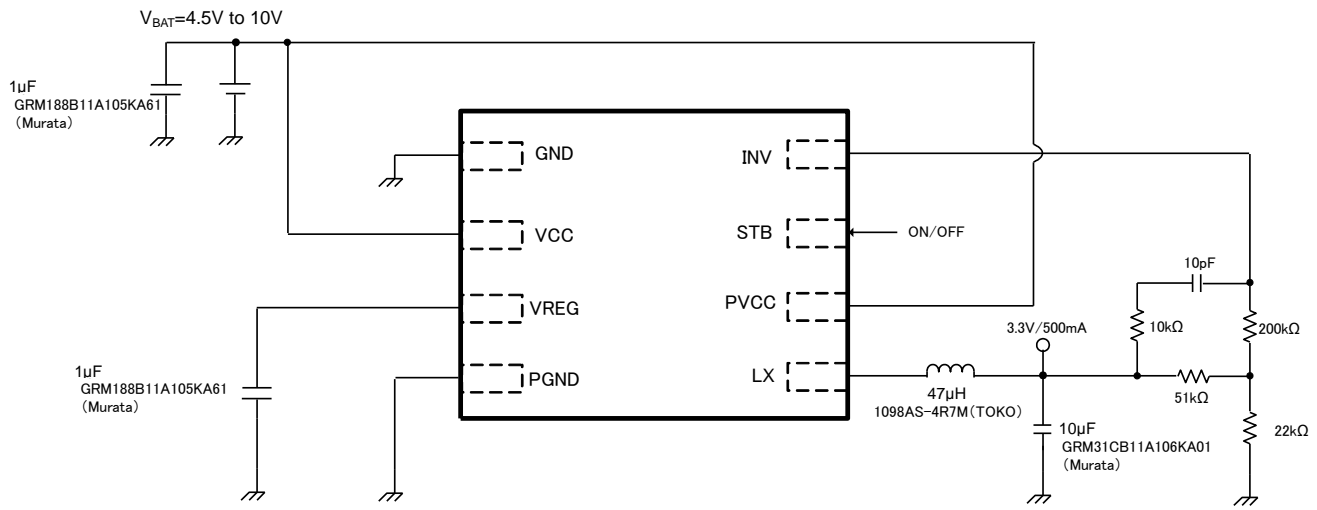 V_BAT=4.5V to 10V
1µF
GRM188B11A105KA61
(Murata)
GND
VCC
VREG
PGND
INV
STB
PVCC
LX
ON/OFF
1µF
GRM188B11A105KA61
(Murata)
10pF
10kΩ
200kΩ
3.3V/500mA
47µH
1098AS-4R7M(TOKO)
51kΩ
22kΩ
10µF
GRM31CB11A106KA01
(Murata)